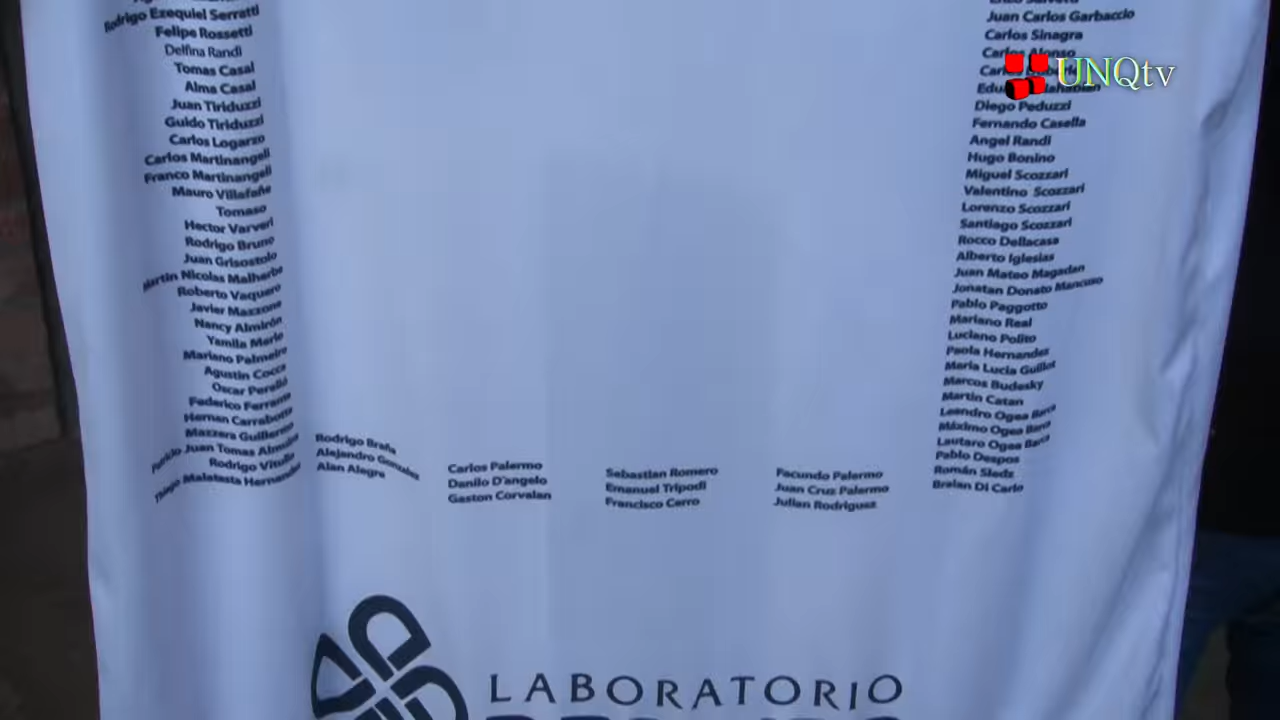 Rodrigo Ezequiel Serratti
Felipe Rossetti
Delfina Randi
Tomas Casal
Alma Casal
Juan Tiriduzzi
Guido Tiriduzzi
Carlos Logarzo
Carlos Martinangeli
Franco Martinangeli
Mauro Villafañe
Tomaso
Hector Varveri
Rodrigo Bruno
Juan Grisostolo
Martin Nicolas Malherbe
Roberto Vaquero
Javier Mazzone
Nancy Almirón
Yamila Merlo
Mariano Palmeiro
Agustin Cocca
Oscar Perelló
Federico Ferrante
Hernan Carrabotta
Mazzera Guillermo
Patricio Juan Tomas
Rodrigo Vitullo
Thiago Malatasta Hernandez
Rodrigo Braña
Alejandro Gonzalez
Alan Alegre
Carlos Palermo
Danilo D'angelo
Gaston Corvalan
Sebastian Romero
Emanuel Tripodi
Francisco Cerro
Facundo Palermo
Juan Cruz Palermo
Julian Rodriguez
Juan Carlos Garbaccio
Carlos Sinagra
Carlos Alonso
Diego Peduzzi
Fernando Casella
Angel Randi
Hugo Bonino
Miguel Scozzari
Valentino Scozzari
Lorenzo Scozzari
Santiago Scozzari
Rocco Dellacasa
Alberto Iglesias
Juan Mateo Magadan
Jonatan Donato Mancuso
Pablo Paggotto
Mariano Real
Luciano Polito
Paola Hernandez
Maria Lucia Guillot
Marcos Budesky
Martin Catan
Leandro Ogea Barca
Máximo Ogea Barca
Lautaro Ogea Barca
Pablo Despos
Román Sleds
Braian Di Carlo
UNQtv
LABORATORIO